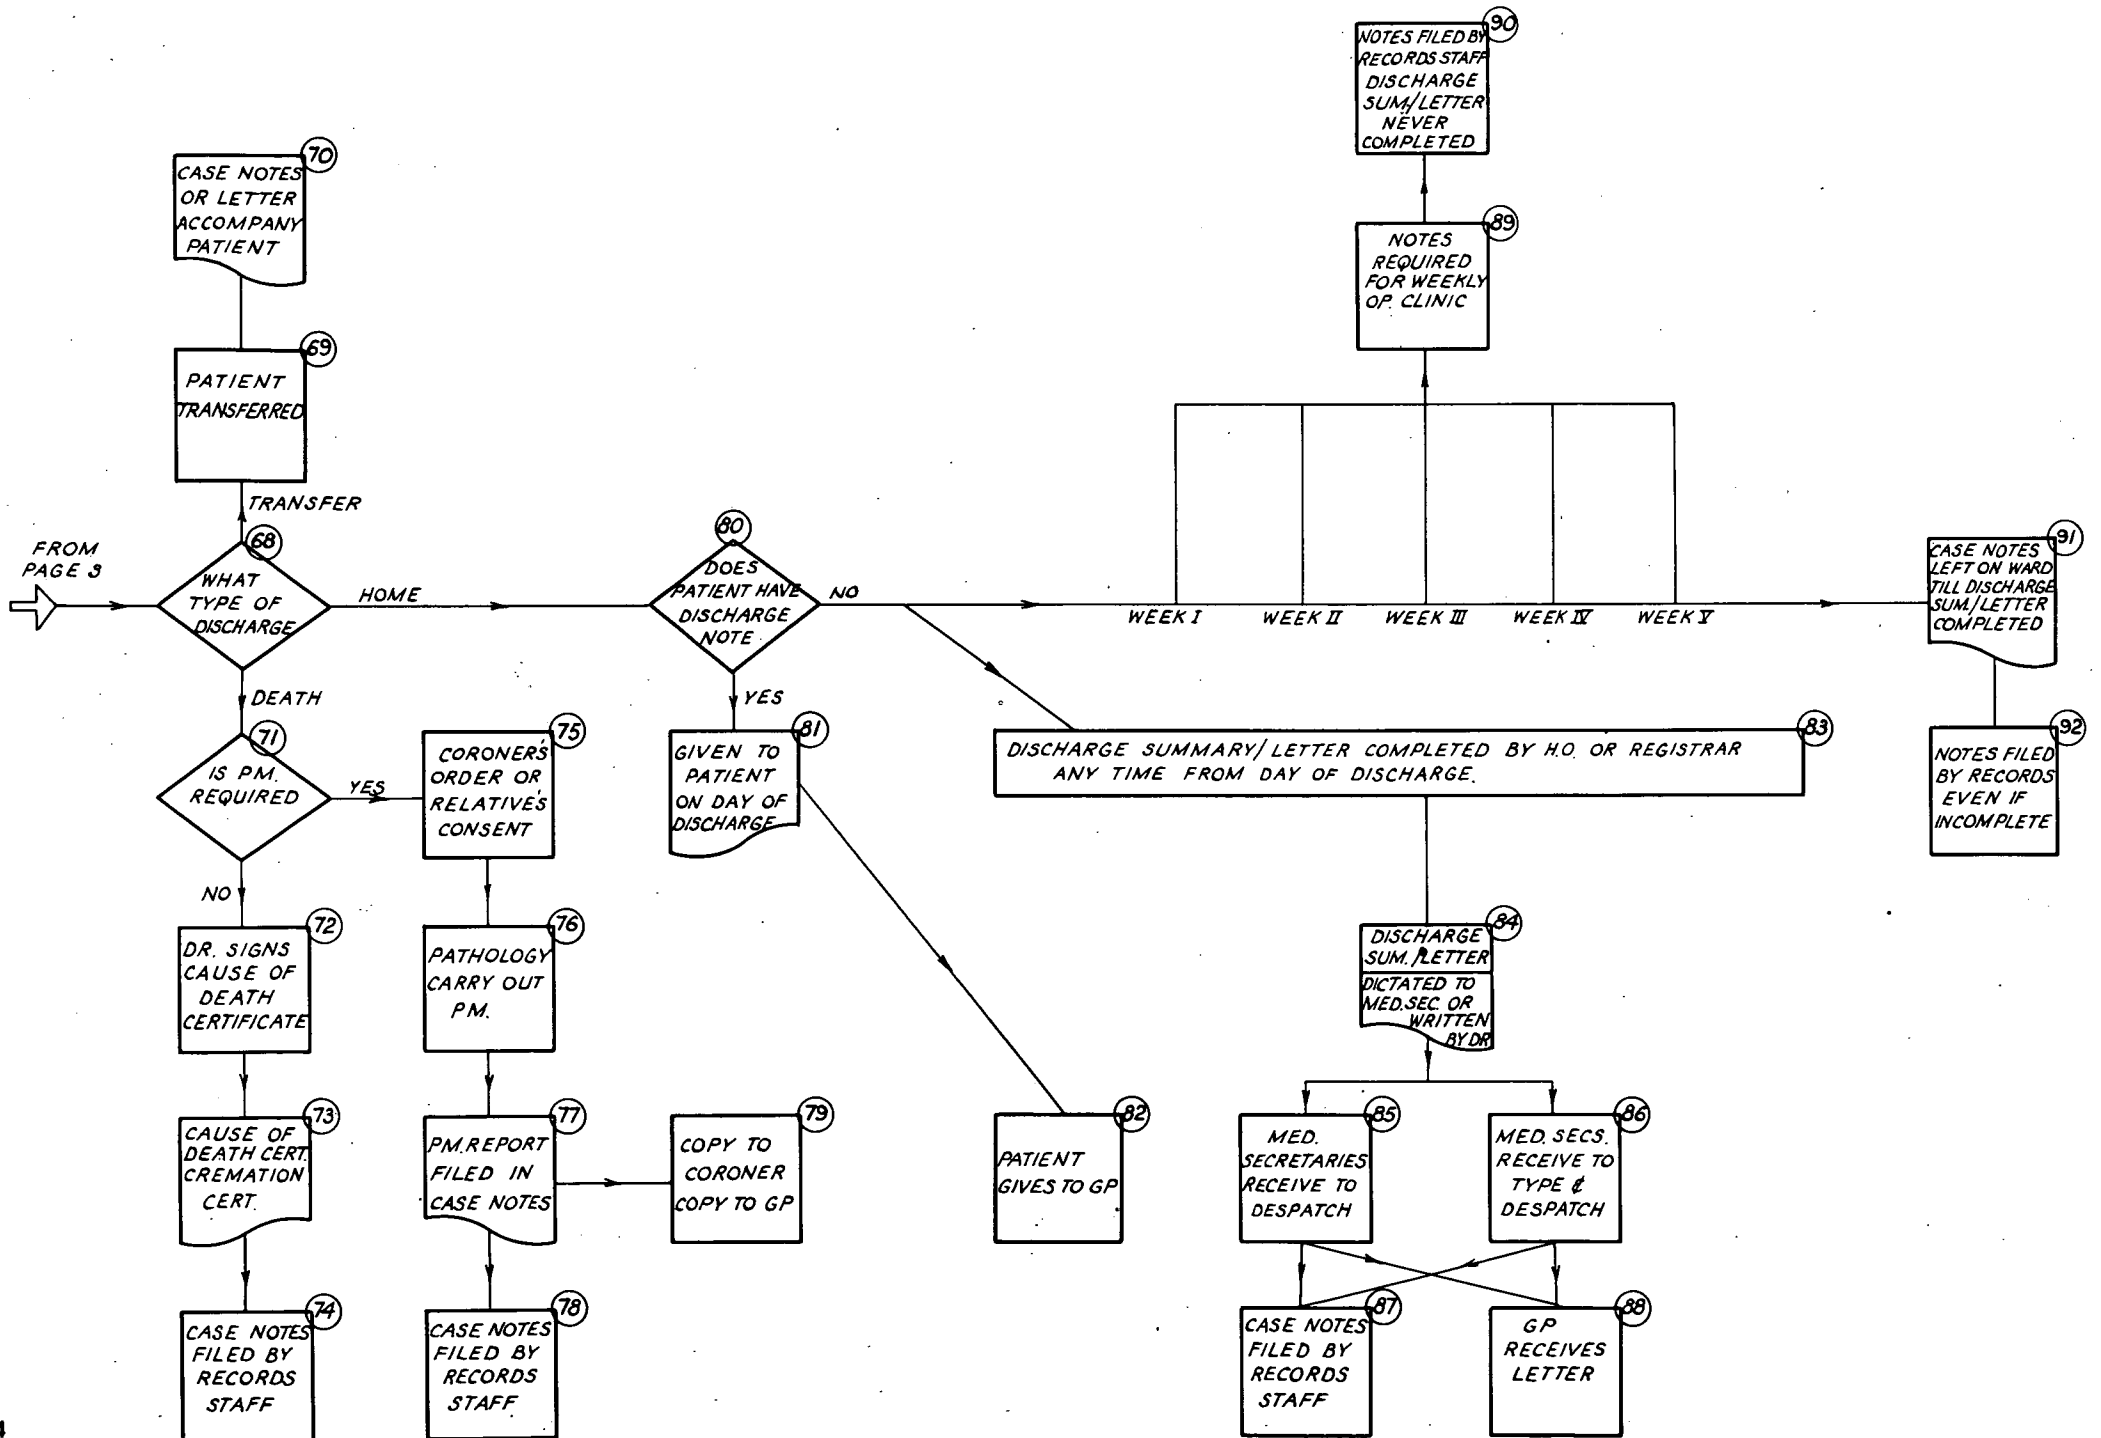 90
NOTES FILED BY
RECORDS STAFF
DISCHARGE
SUM./LETTER
NEVER
COMPLETED
70
CASE NOTES
OR LETTER
ACCOMPANY
PATIENT
89
NOTES
REQUIRED
FOR WEEKLY
OP. CLINIC
69
PATIENT
TRANSFERRED
TRANSFER
FROM
PAGE 3
68
WHAT
TYPE OF
DISCHARGE
HOME
80
DOES
PATIENT HAVE
DISCHARGE
NOTE
NO
WEEK I
WEEK II
WEEK III
WEEK IV
WEEK V
91
CASE NOTES
LEFT ON WARD
TILL DISCHARGE
SUM./LETTER
COMPLETED
DEATH
YES
71
IS P.M.
REQUIRED
YES
75
CORONER'S
ORDER OR
RELATIVE'S
CONSENT
81
GIVEN TO
PATIENT
ON DAY OF
DISCHARGE
83
DISCHARGE SUMMARY/LETTER COMPLETED BY H.O. OR REGISTRAR
ANY TIME FROM DAY OF DISCHARGE.
92
NOTES FILED
BY RECORDS
EVEN IF
INCOMPLETE
NO
72
DR. SIGNS
CAUSE OF
DEATH
CERTIFICATE
76
PATHOLOGY
CARRY OUT
P.M.
84
DISCHARGE
SUM./LETTER
DICTATED TO
MED.SEC. OR
WRITTEN
BY DR
73
CAUSE OF
DEATH CERT.
CREMATION
CERT.
77
P.M. REPORT
FILED IN
CASE NOTES
79
COPY TO
CORONER
COPY TO GP
82
PATIENT
GIVES TO GP
85
MED.
SECRETARIES
RECEIVE TO
DESPATCH
86
MED. SECS.
RECEIVE TO
TYPE &
DESPATCH
74
CASE NOTES
FILED BY
RECORDS
STAFF
78
CASE NOTES
FILED BY
RECORDS
STAFF
87
CASE NOTES
FILED BY
RECORDS
STAFF
88
GP
RECEIVES
LETTER